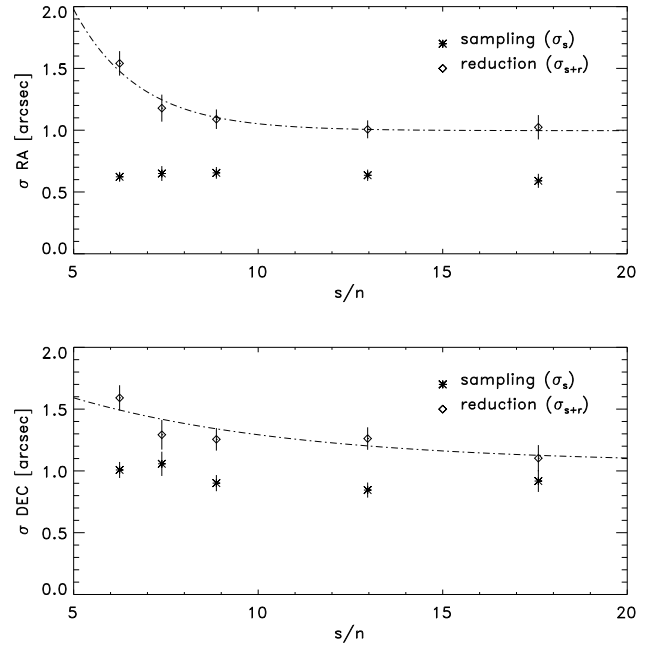 2.0
sampling (σs)
reduction (σs+r)
1.5
1.0
0.5
0.0
σ RA [arcsec]
5 10 15 20
s/n
2.0
sampling (σs)
reduction (σs+r)
1.5
1.0
0.5
0.0
σ DEC [arcsec]
5 10 15 20
s/n